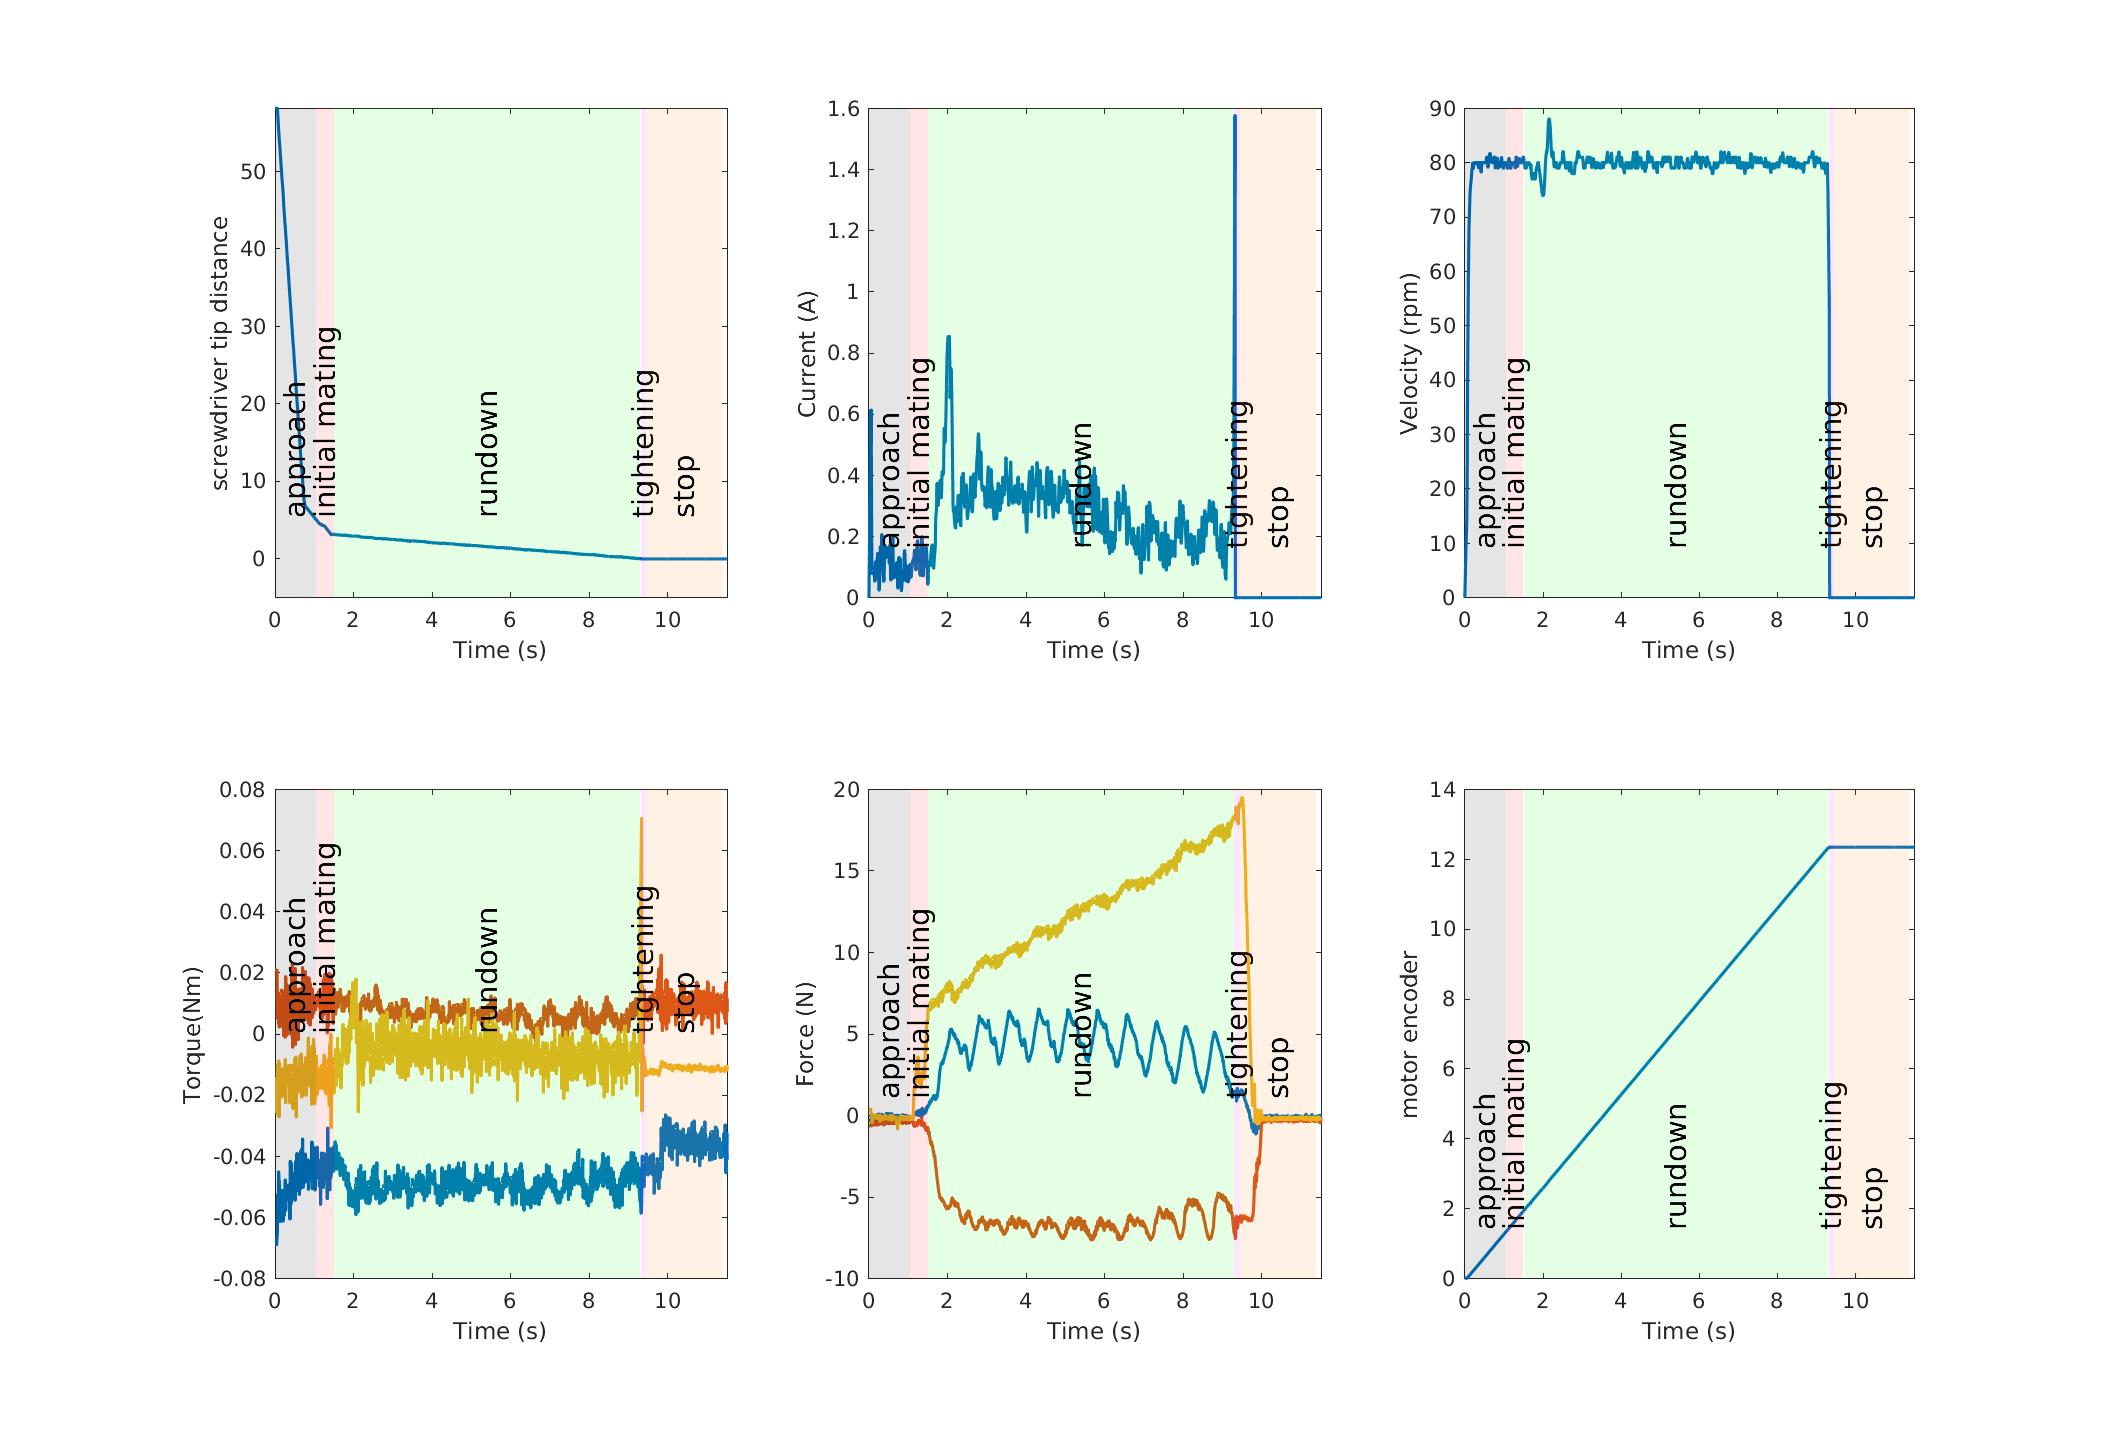 screwdriver tip distance
50
40
30
20
10
0
approach
initial mating
rundown
tightening
stop
0 2 4 6 8 10
Time (s)
Current (A)
1.6
1.4
1.2
1
0.8
0.6
0.4
0.2
0
approach
initial mating
rundown
tightening
stop
0 2 4 6 8 10
Time (s)
Velocity (rpm)
90
80
70
60
50
40
30
20
10
0
approach
initial mating
rundown
tightening
stop
0 2 4 6 8 10
Time (s)
Torque(Nm)
0.08
0.06
0.04
0.02
0
-0.02
-0.04
-0.06
-0.08
approach
initial mating
rundown
tightening
stop
0 2 4 6 8 10
Time (s)
Force (N)
20
15
10
5
0
-5
-10
approach
initial mating
rundown
tightening
stop
0 2 4 6 8 10
Time (s)
motor encoder
14
12
10
8
6
4
2
0
approach
initial mating
rundown
tightening
stop
0 2 4 6 8 10
Time (s)